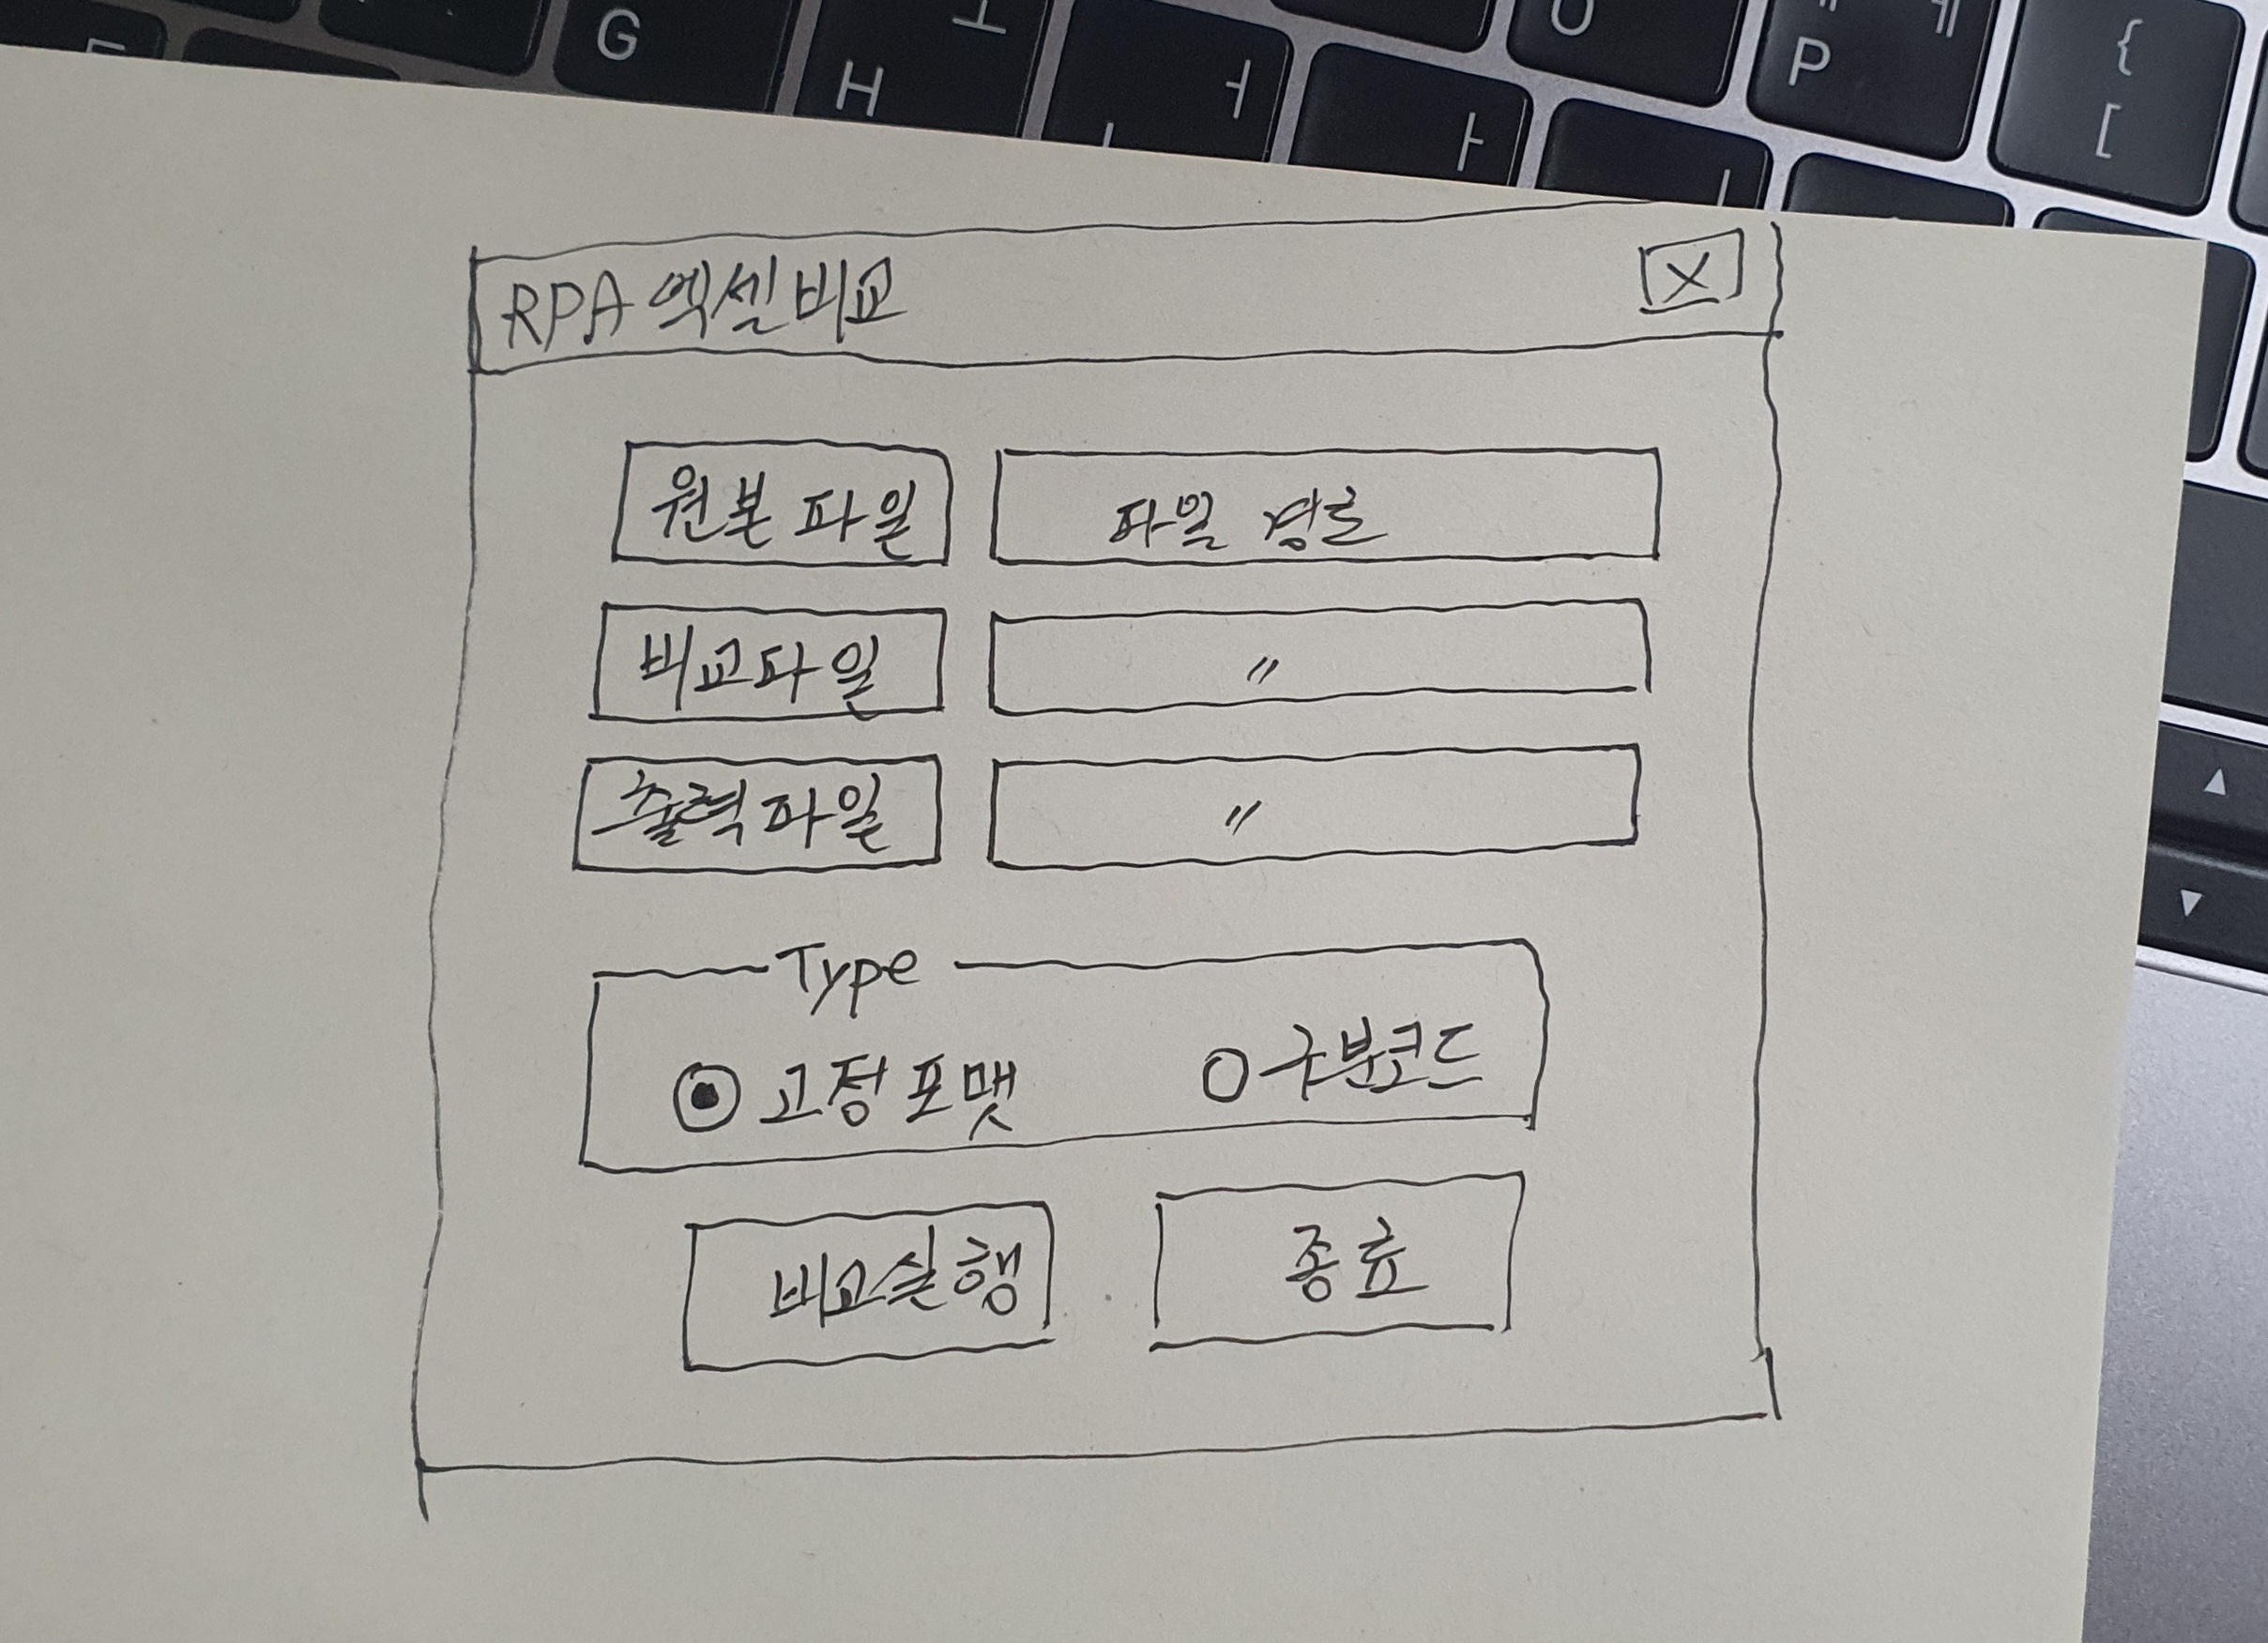 G
ㅗ
H
ㅓ
ㅏ
ㅣ
O
ㅔ
P
{
[
RPA 엑셀비교
X
원본 파일
파일 경로
비교파일
〃
출력파일
〃
Type
고정포맷
구분코드
비교실행
종료
▲
▼